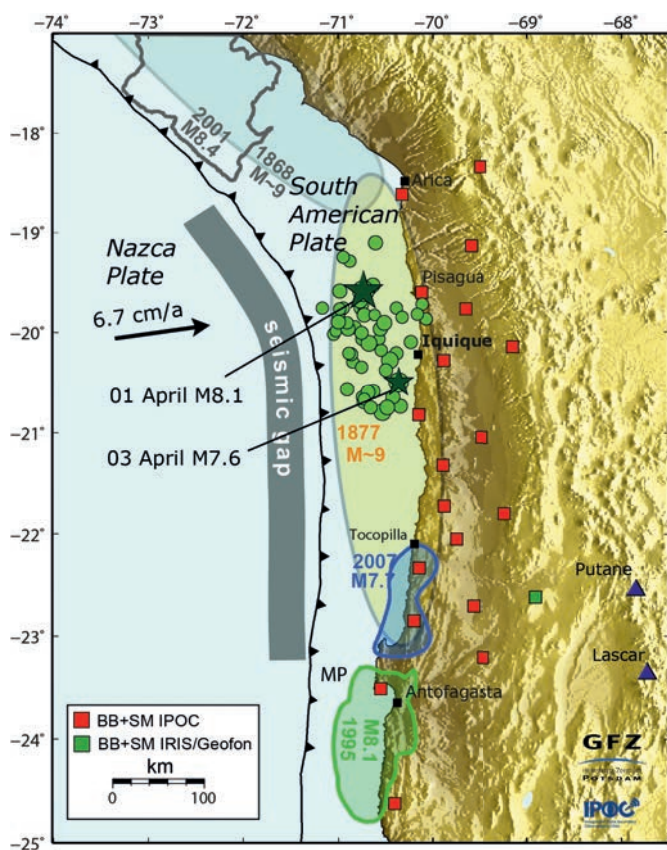 −74 −73 −72 −71 −70 −69 −68
−18
−19
−20
−21
−22
−23
−24
−25
2001
M8.4
1868
M~9
South
American
Plate
Arica
Nazca
Plate
Pisagua
6.7 cm/a
Iquique
seismic gap
01 April M8.1
1877
M~9
03 April M7.6
Tocopilla
2007
M7.7
Putane
Lascar
MP
Antofagasta
M8.1
1995
BB+SM IPOC
BB+SM IRIS/Geofon
km
0 100
GFZ
POTSDAM
IPOC